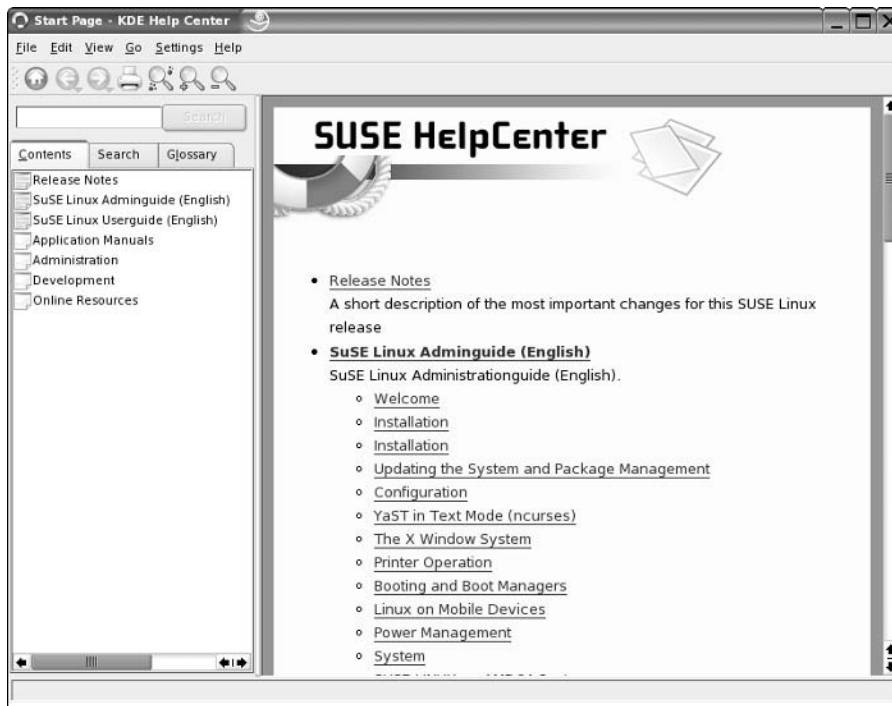 Start Page - KDE Help Center
File Edit View Go Settings Help
Search
Contents Search Glossary
Release Notes
SuSE Linux Adminguide (English)
SuSE Linux Userguide (English)
Application Manuals
Administration
Development
Online Resources
SUSE HelpCenter
• Release Notes
A short description of the most important changes for this SUSE Linux
release
• SuSE Linux Adminguide (English)
SuSE Linux Administrationguide (English).
Welcome
Installation
Installation
Updating the System and Package Management
Configuration
YaST in Text Mode (ncurses)
The X Window System
Printer Operation
Booting and Boot Managers
Linux on Mobile Devices
Power Management
System